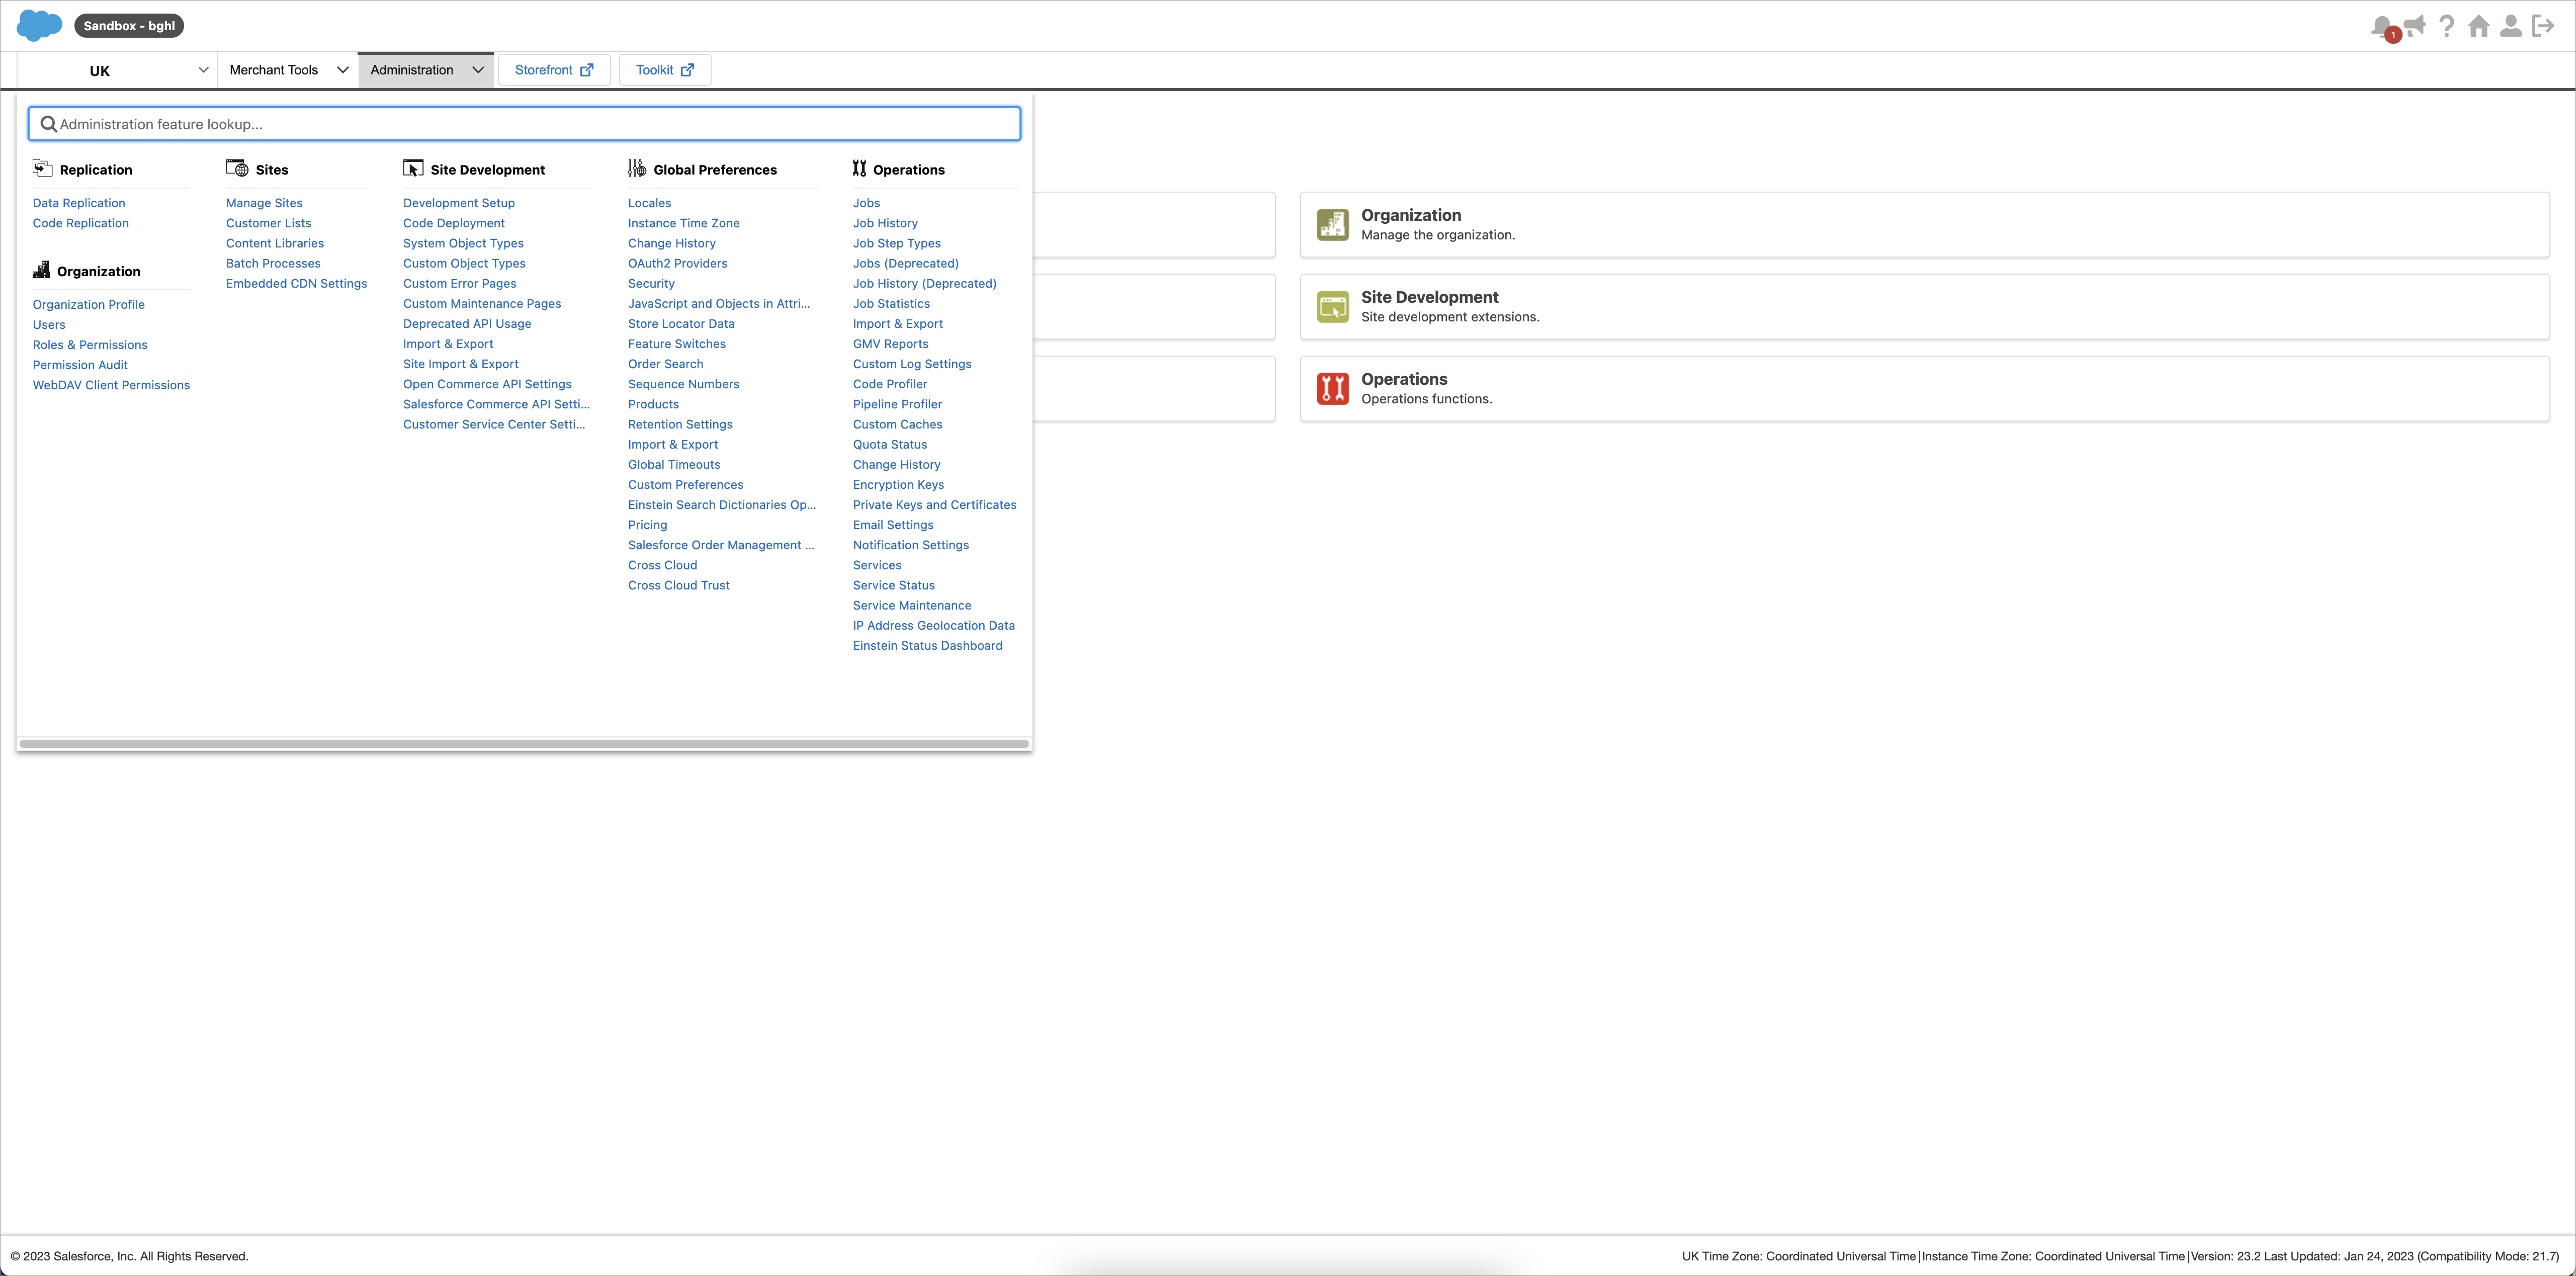 Sandbox - bghl
1
UK
Merchant Tools
Administration
Storefront
Toolkit
Administration feature lookup...
Replication
Data Replication
Code Replication
Organization
Organization Profile
Users
Roles & Permissions
Permission Audit
WebDAV Client Permissions
Sites
Manage Sites
Customer Lists
Content Libraries
Batch Processes
Embedded CDN Settings
Site Development
Development Setup
Code Deployment
System Object Types
Custom Object Types
Custom Error Pages
Custom Maintenance Pages
Deprecated API Usage
Import & Export
Site Import & Export
Open Commerce API Settings
Salesforce Commerce API Setti...
Customer Service Center Setti...
Global Preferences
Locales
Instance Time Zone
Change History
OAuth2 Providers
Security
JavaScript and Objects in Attri...
Store Locator Data
Feature Switches
Order Search
Sequence Numbers
Products
Retention Settings
Import & Export
Global Timeouts
Custom Preferences
Einstein Search Dictionaries Op...
Pricing
Salesforce Order Management ...
Cross Cloud
Cross Cloud Trust
Operations
Jobs
Job History
Job Step Types
Jobs (Deprecated)
Job History (Deprecated)
Job Statistics
Import & Export
GMV Reports
Custom Log Settings
Code Profiler
Pipeline Profiler
Custom Caches
Quota Status
Change History
Encryption Keys
Private Keys and Certificates
Email Settings
Notification Settings
Services
Service Status
Service Maintenance
IP Address Geolocation Data
Einstein Status Dashboard
Organization
Manage the organization.
Site Development
Site development extensions.
Operations
Operations functions.
© 2023 Salesforce, Inc. All Rights Reserved.
UK Time Zone: Coordinated Universal Time|Instance Time Zone: Coordinated Universal Time|Version: 23.2 Last Updated: Jan 24, 2023 (Compatibility Mode: 21.7)